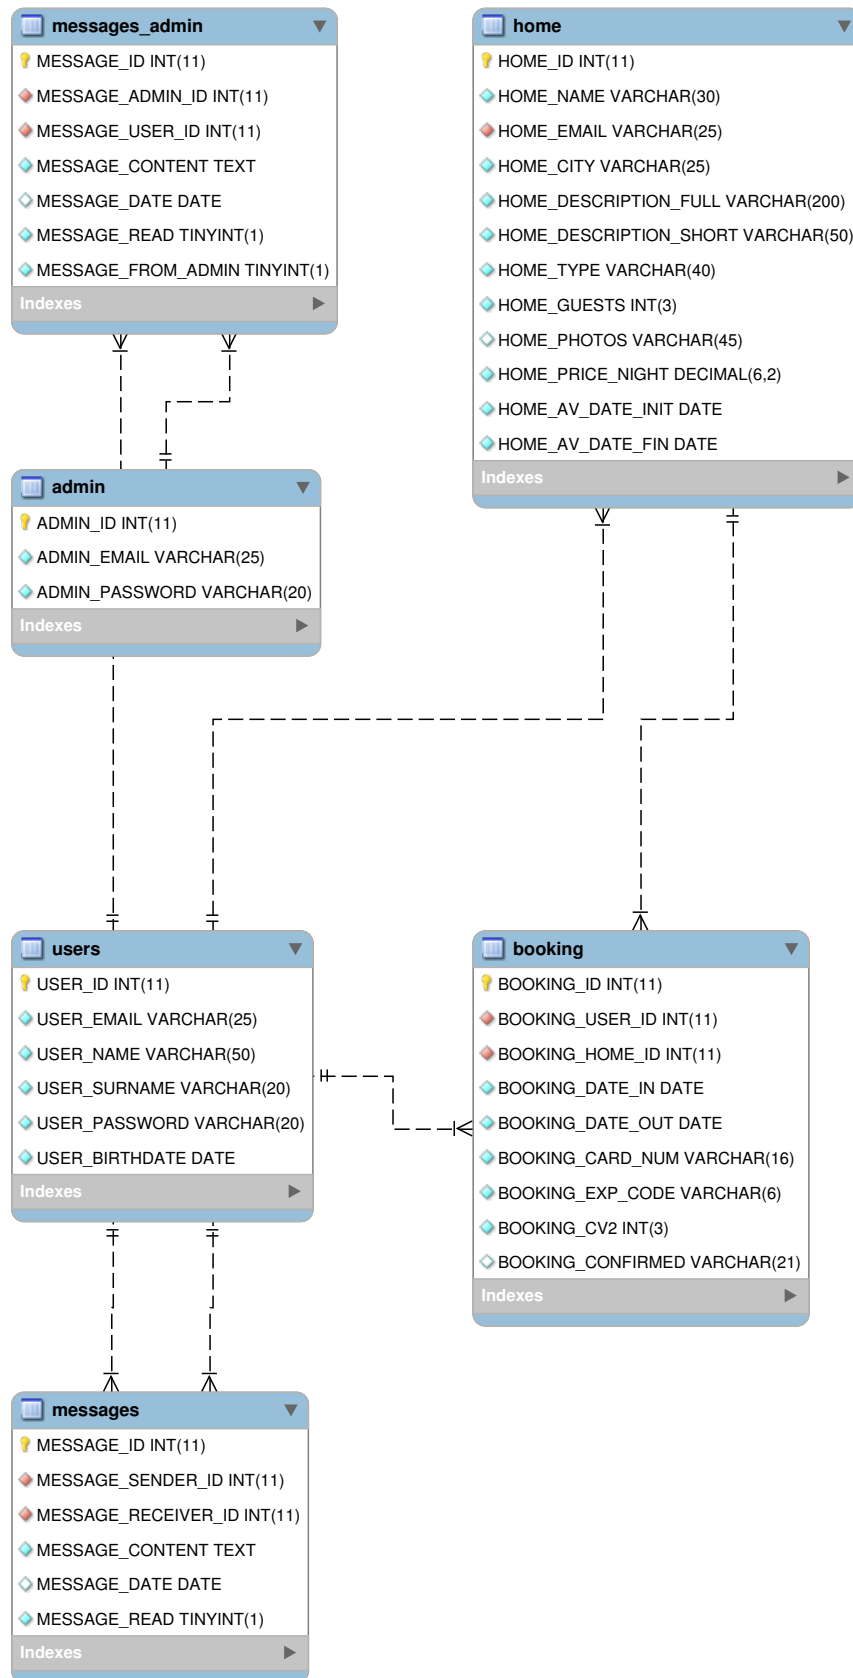 messages_admin
MESSAGE_ID INT(11)
MESSAGE_ADMIN_ID INT(11)
MESSAGE_USER_ID INT(11)
MESSAGE_CONTENT TEXT
MESSAGE_DATE DATE
MESSAGE_READ TINYINT(1)
MESSAGE_FROM_ADMIN TINYINT(1)
Indexes
home
HOME_ID INT(11)
HOME_NAME VARCHAR(30)
HOME_EMAIL VARCHAR(25)
HOME_CITY VARCHAR(25)
HOME_DESCRIPTION_FULL VARCHAR(200)
HOME_DESCRIPTION_SHORT VARCHAR(50)
HOME_TYPE VARCHAR(40)
HOME_GUESTS INT(3)
HOME_PHOTOS VARCHAR(45)
HOME_PRICE_NIGHT DECIMAL(6,2)
HOME_AV_DATE_INIT DATE
HOME_AV_DATE_FIN DATE
Indexes
admin
ADMIN_ID INT(11)
ADMIN_EMAIL VARCHAR(25)
ADMIN_PASSWORD VARCHAR(20)
Indexes
users
USER_ID INT(11)
USER_EMAIL VARCHAR(25)
USER_NAME VARCHAR(50)
USER_SURNAME VARCHAR(20)
USER_PASSWORD VARCHAR(20)
USER_BIRTHDATE DATE
Indexes
booking
BOOKING_ID INT(11)
BOOKING_USER_ID INT(11)
BOOKING_HOME_ID INT(11)
BOOKING_DATE_IN DATE
BOOKING_DATE_OUT DATE
BOOKING_CARD_NUM VARCHAR(16)
BOOKING_EXP_CODE VARCHAR(6)
BOOKING_CV2 INT(3)
BOOKING_CONFIRMED VARCHAR(21)
Indexes
messages
MESSAGE_ID INT(11)
MESSAGE_SENDER_ID INT(11)
MESSAGE_RECEIVER_ID INT(11)
MESSAGE_CONTENT TEXT
MESSAGE_DATE DATE
MESSAGE_READ TINYINT(1)
Indexes